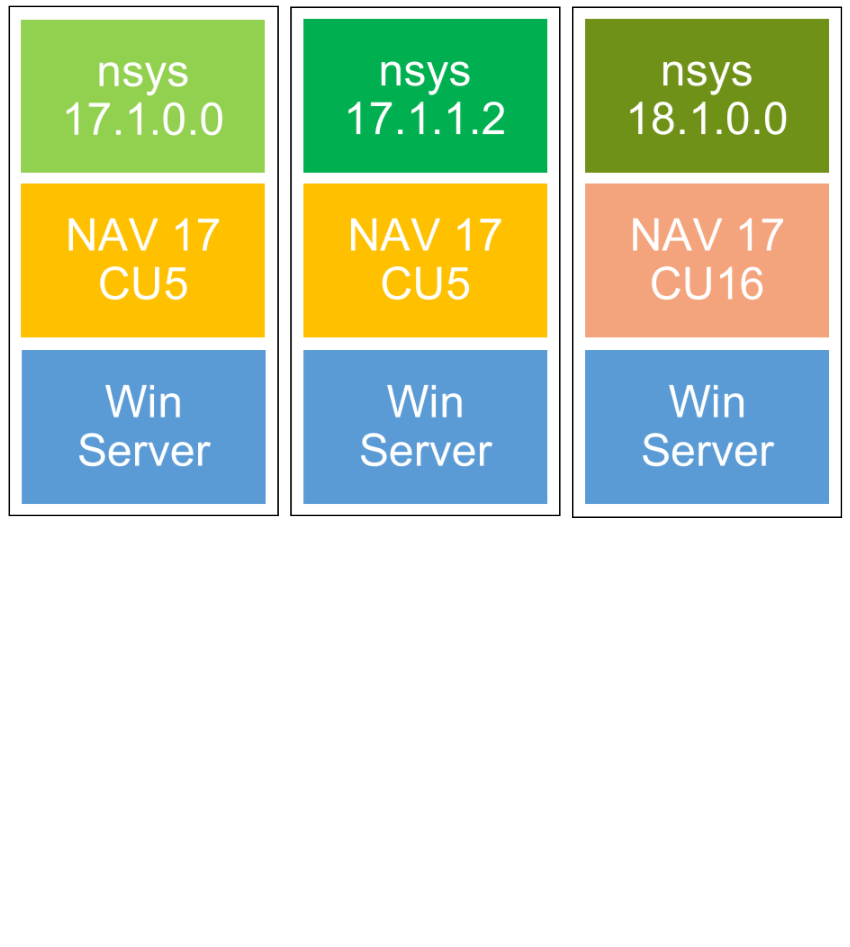 nsys
17.1.0.0
NAV 17
CU5
Win
Server
nsys
17.1.1.2
NAV 17
CU5
Win
Server
nsys
18.1.0.0
NAV 17
CU16
Win
Server